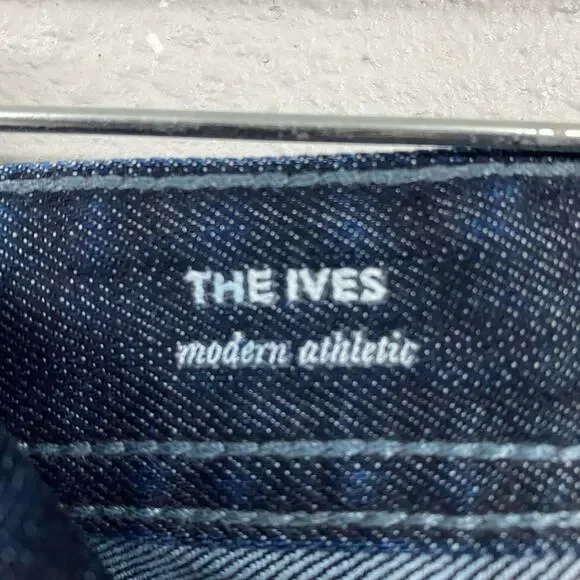 THE IVES
modern athletic